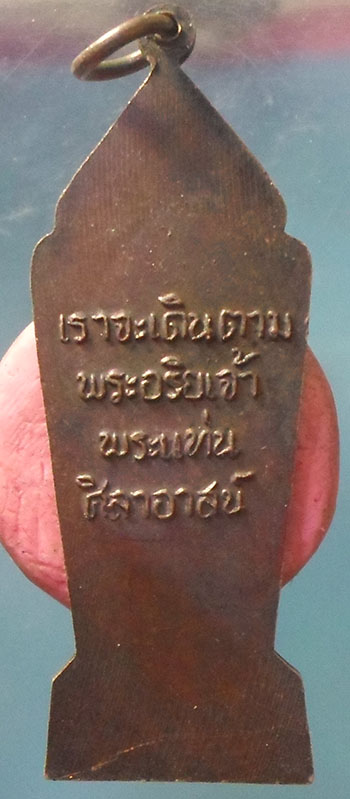 เราจะเดินตาม
พระอริยเจ้า
พระแท่น
ศิลาอาสน์